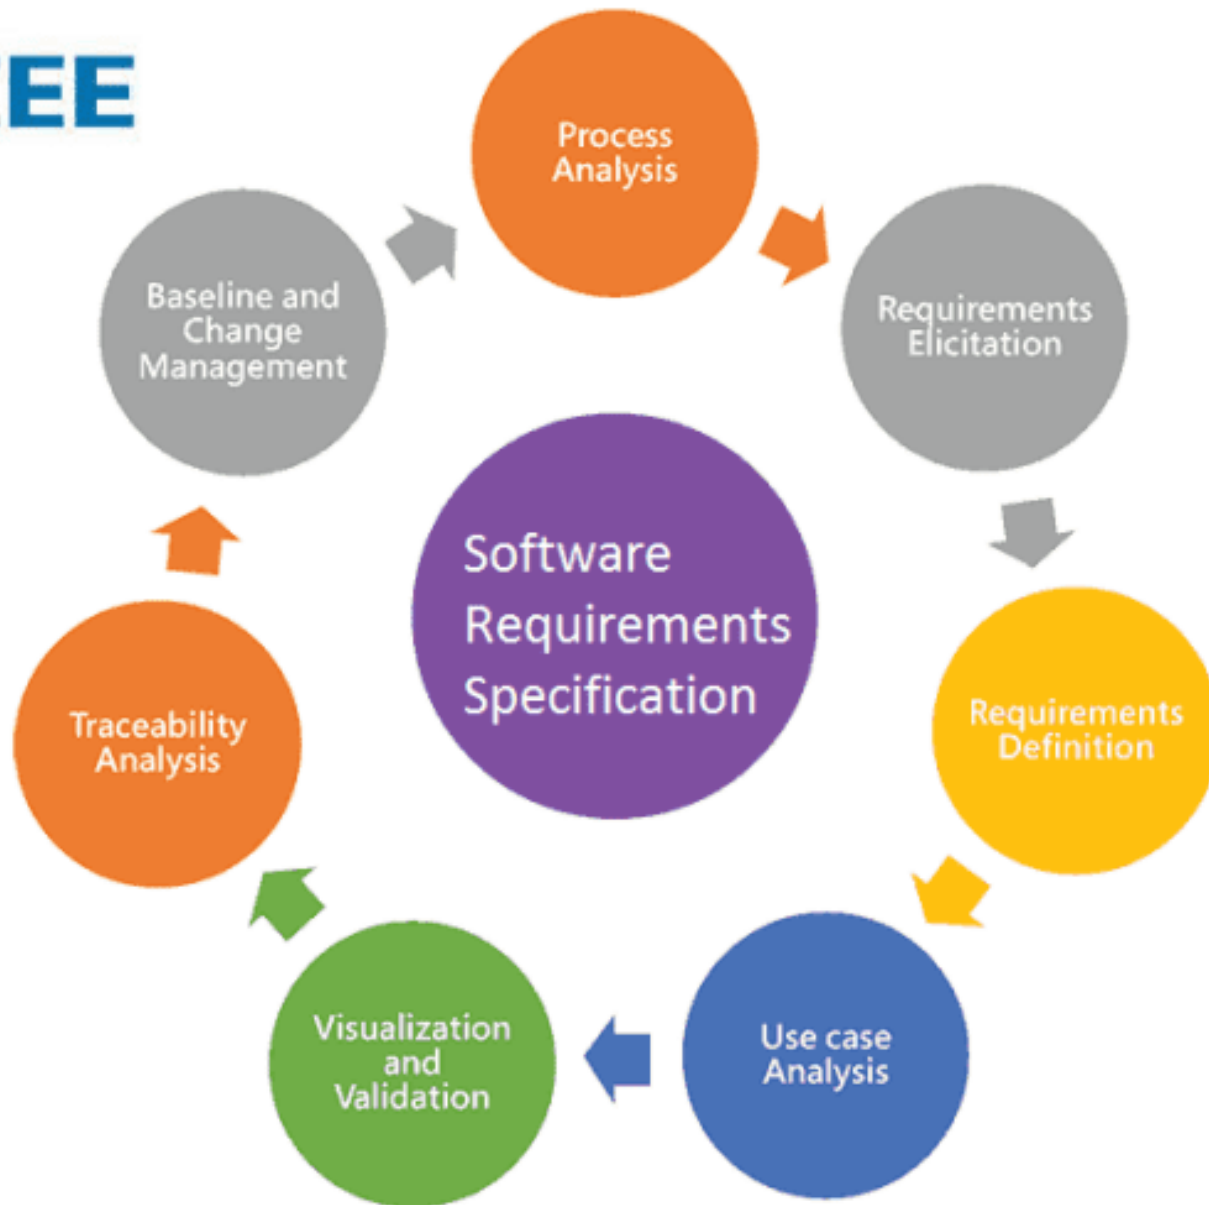 EEE
Process
Analysis
Requirements
Elicitation
Requirements
Definition
Use case
Analysis
Visualization
and
Validation
Traceability
Analysis
Baseline and
Change
Management
Software
Requirements
Specification